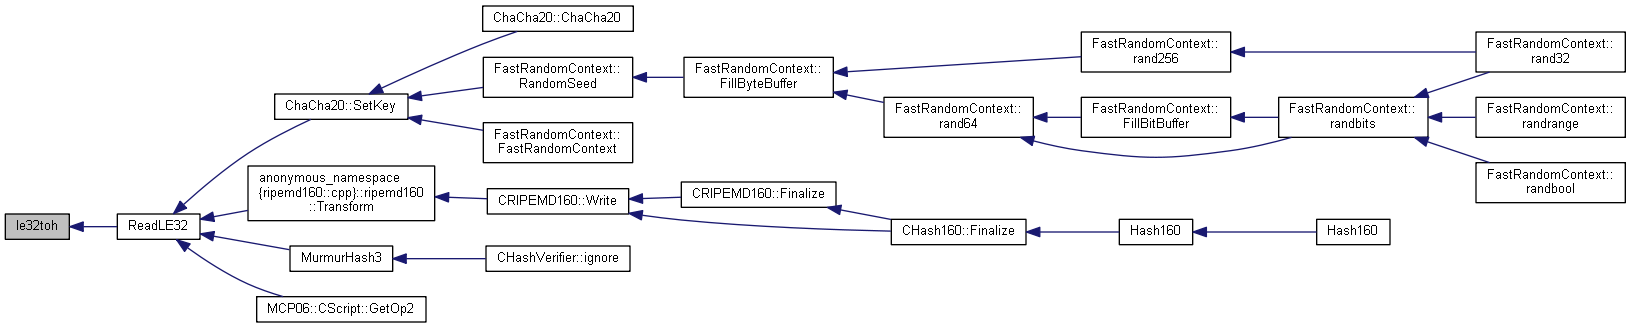 ChaCha20::ChaCha20
FastRandomContext::
RandomSeed
FastRandomContext::
FillByteBuffer
FastRandomContext::
rand256
FastRandomContext::
rand32
ChaCha20::SetKey
FastRandomContext::
rand64
FastRandomContext::
FillBitBuffer
FastRandomContext::
randbits
FastRandomContext::
randrange
FastRandomContext::
FastRandomContext
FastRandomContext::
randbool
anonymous_namespace
{ripemd160::cpp}::ripemd160
::Transform
CRIPEMD160::Write
CRIPEMD160::Finalize
le32toh
ReadLE32
CHash160::Finalize
Hash160
Hash160
MurmurHash3
CHashVerifier::ignore
MCP06::CScript::GetOp2